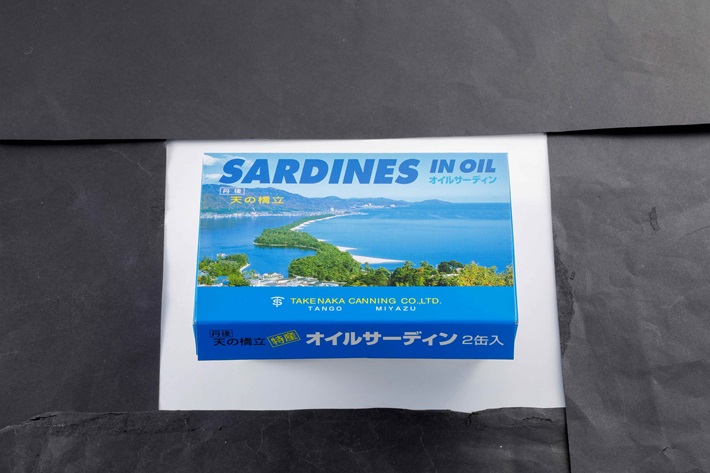 SARDINES IN OIL
オイルサーディン
丹後
天の橋立
TAKENAKA CANNING CO.,LTD.
TANGO MIYAZU
丹後
天の橋立 特産 オイルサーディン 2缶入